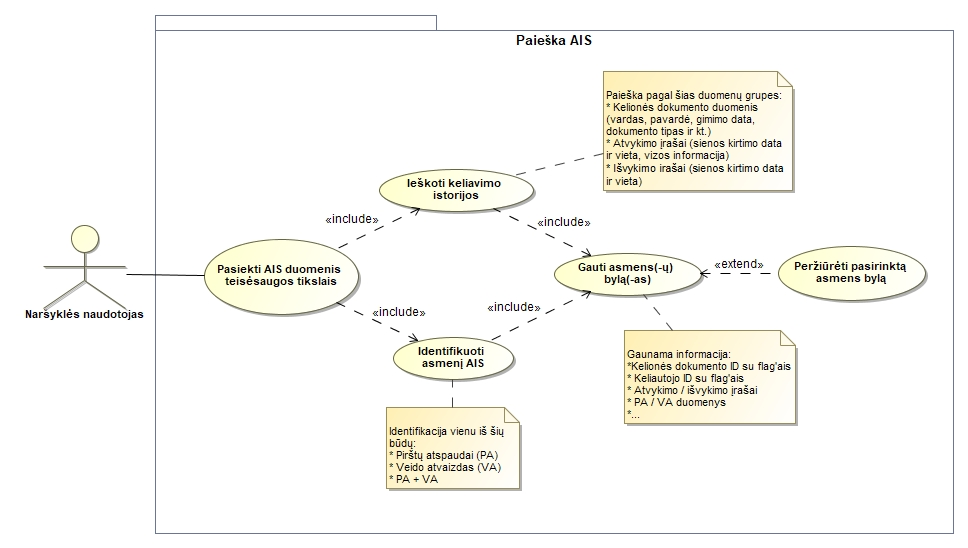 Paieška AIS
Paieška pagal šias duomenų grupes:
* Kelionės dokumento duomenis
(vardas, pavardė, gimimo data,
dokumento tipas ir kt.)
* Atvykimo įrašai (sienos kirtimo data
ir vieta, vizos informacija)
* Išvykimo irašai (sienos kirtimo data
ir vieta)
Ieškoti keliavimo
istorijos
«include»
«include»
Pasiekti AIS duomenis
teisėsaugos tikslais
Naršyklės naudotojas
Gauti asmens(-ų)
bylą(-as)
«extend»
Peržiūrėti pasirinktą
asmens bylą
«include»
«include»
Identifikuoti
asmenį AIS
Gaunama informacija:
*Kelionės dokumento ID su flag'ais
* Keliautojo ID su flag'ais
* Atvykimo / išvykimo įrašai
* PA / VA duomenys
*...
Identifikacija vienu iš šių
būdų:
* Pirštų atspaudai (PA)
* Veido atvaizdas (VA)
* PA + VA